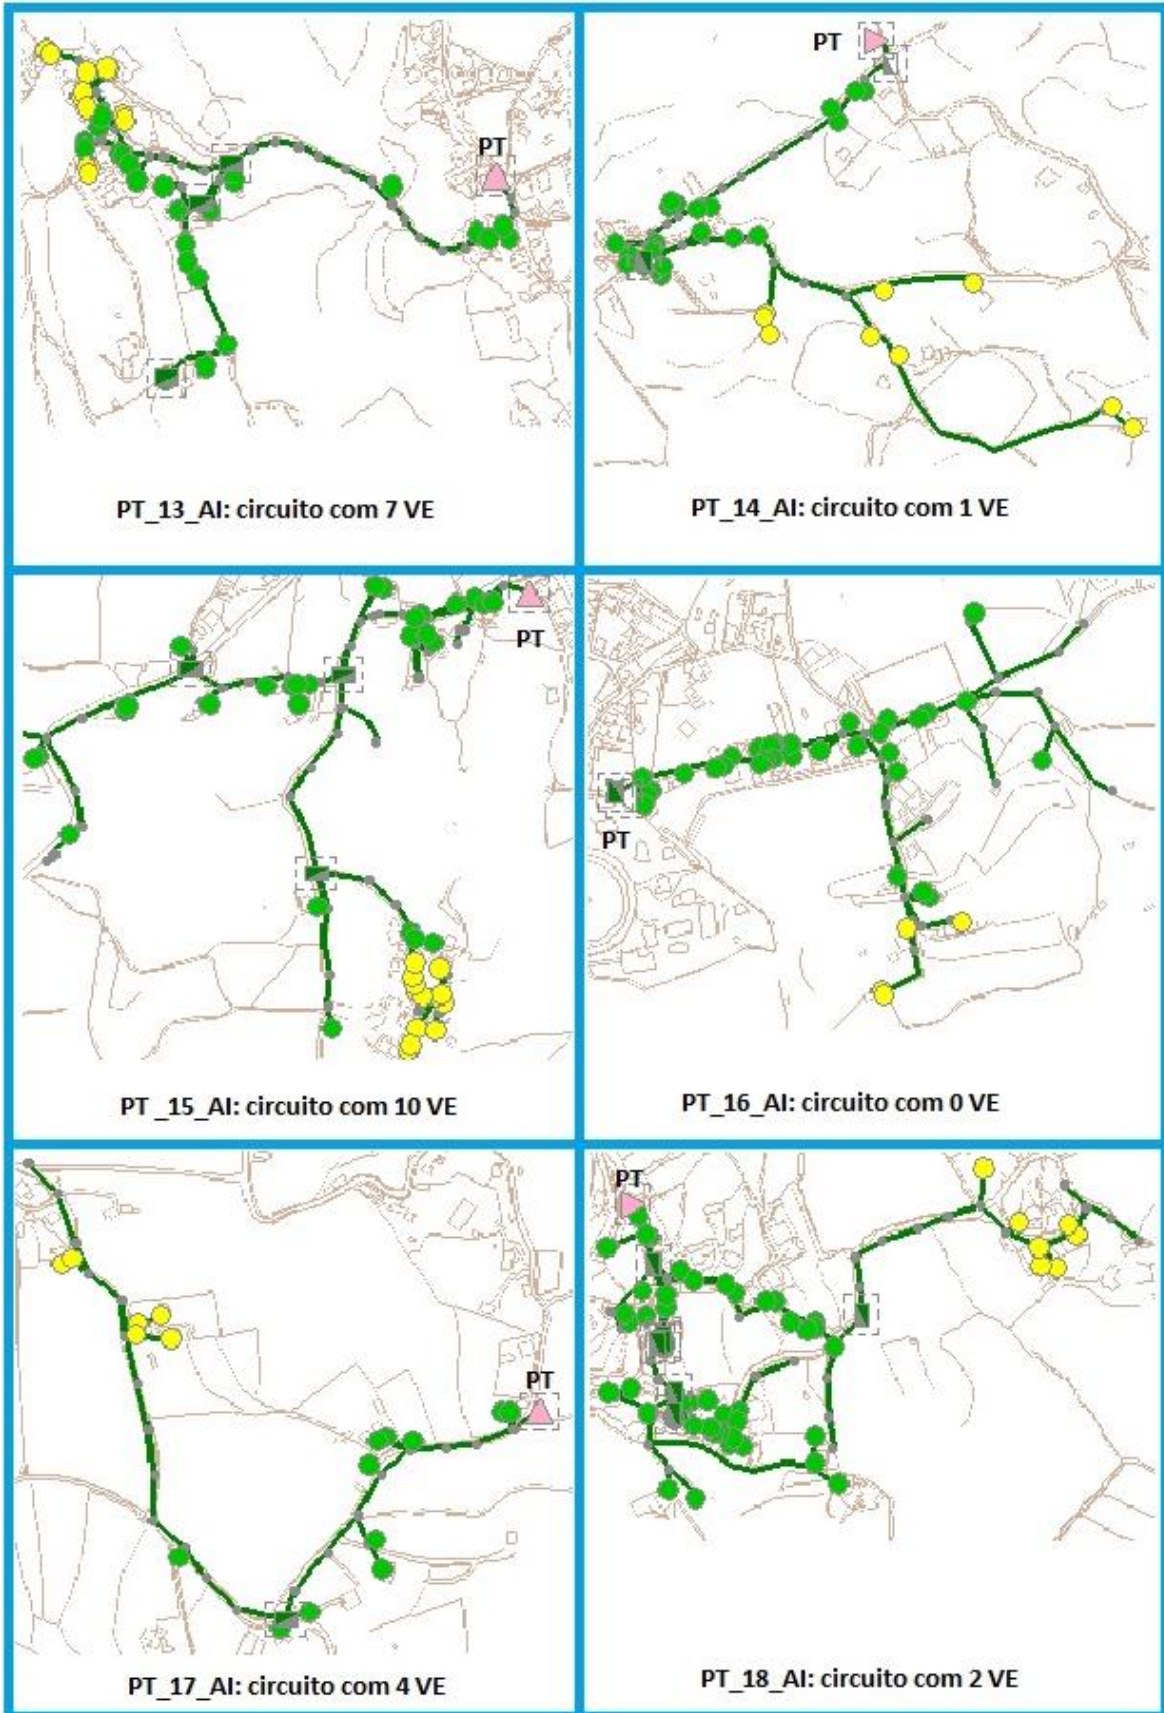 PT
PT
PT_13_AI: circuito com 7 VE
PT_14_AI: circuito com 1 VE
PT
PT
PT _15_AI: circuito com 10 VE
PT_16_AI: circuito com 0 VE
PT
PT
PT_17_AI: circuito com 4 VE
PT_18_AI: circuito com 2 VE